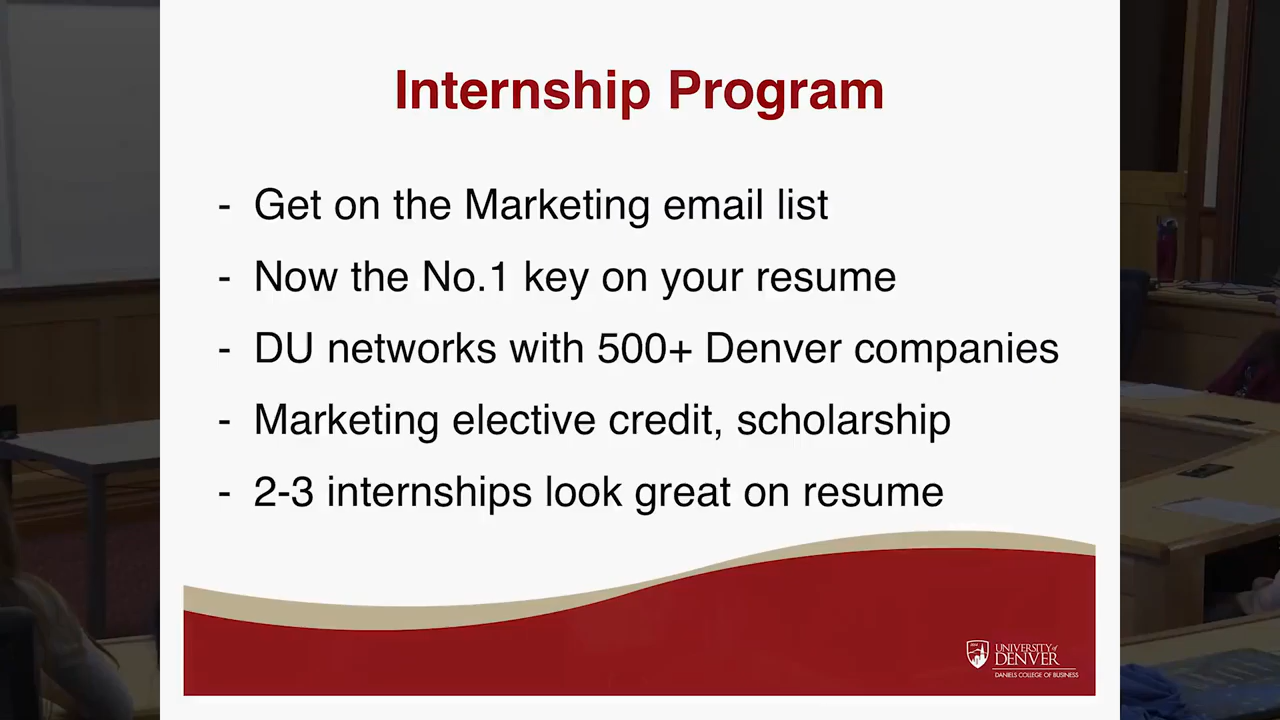 Internship Program
- Get on the Marketing email list
- Now the No.1 key on your resume
- DU networks with 500+ Denver companies
- Marketing elective credit, scholarship
- 2-3 internships look great on resume
UNIVERSITY of
DENVER
DANIELS COLLEGE OF BUSINESS